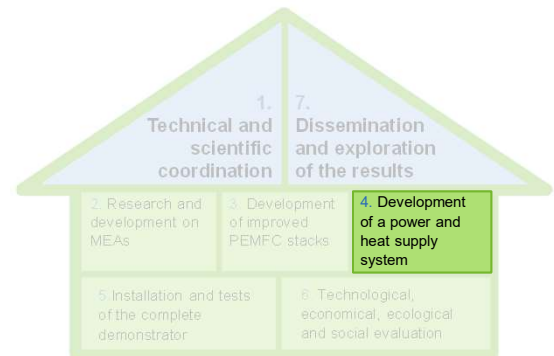 1.
Technical and
scientific
coordination
7.
Dissemination
and exploration
of the results
2. Research and
development on
MEAs
3. Development
of improved
PEMFC stacks
4. Development
of a power and
heat supply
system
5.Installation and tests
of the complete
demonstrator
6. Technological,
economical, ecological
and social evaluation